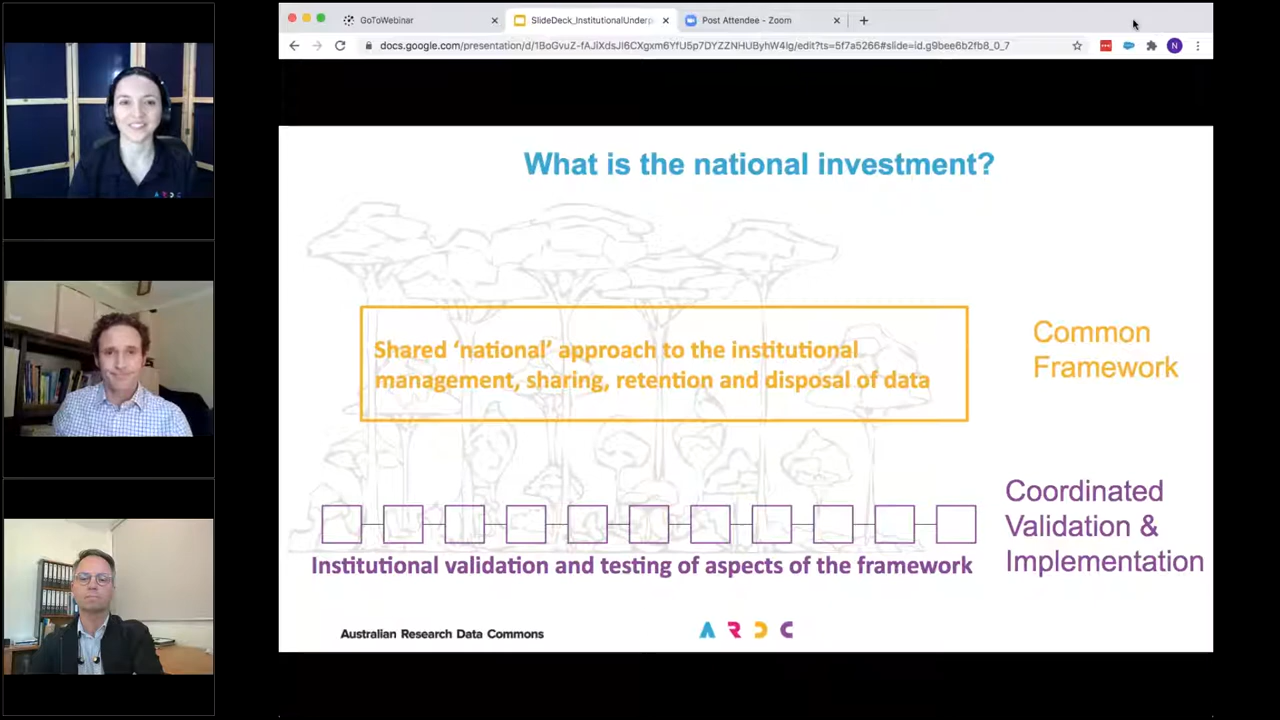 GoToWebinar
SlideDeck_InstitutionalUnderp
Post Attendee - Zoom
docs.google.com/presentation/d/1BoGvuZ-fAJlXdsJl6CXgxm6YfU5p7DYZZNHUByhW4Ig/edit?ts=5f7a5266#slide=id.g9bee6b2fb8_0_7
N
What is the national investment?
Shared ‘national’ approach to the institutional
management, sharing, retention and disposal of data
Common
Framework
Coordinated
Validation &
Implementation
Institutional validation and testing of aspects of the framework
Australian Research Data Commons
ARDC
ARDC